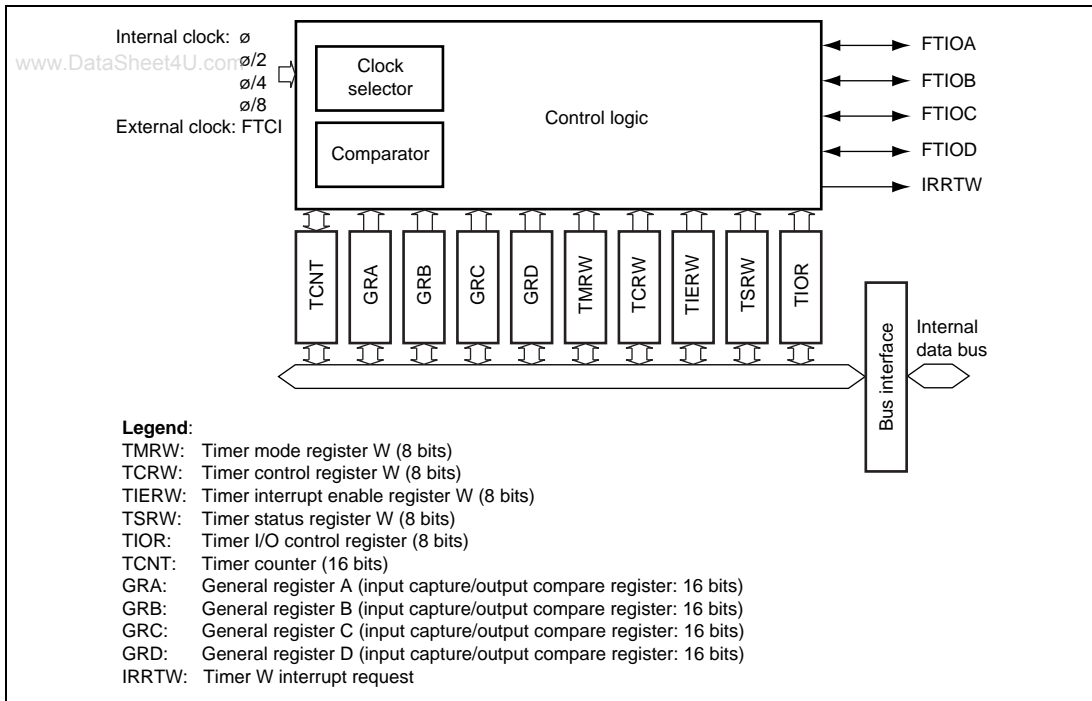 Internal clock: ø
www.DataSheet4U.com
ø/2
ø/4
ø/8
External clock: FTCI
Clock
selector
Comparator
Control logic
FTIOA
FTIOB
FTIOC
FTIOD
IRRTW
TCNT
GRA
GRB
GRC
GRD
TMRW
TCRW
TIERW
TSRW
TIOR
Bus interface
Internal
data bus
Legend:
TMRW: Timer mode register W (8 bits)
TCRW: Timer control register W (8 bits)
TIERW: Timer interrupt enable register W (8 bits)
TSRW: Timer status register W (8 bits)
TIOR: Timer I/O control register (8 bits)
TCNT: Timer counter (16 bits)
GRA: General register A (input capture/output compare register: 16 bits)
GRB: General register B (input capture/output compare register: 16 bits)
GRC: General register C (input capture/output compare register: 16 bits)
GRD: General register D (input capture/output compare register: 16 bits)
IRRTW: Timer W interrupt request